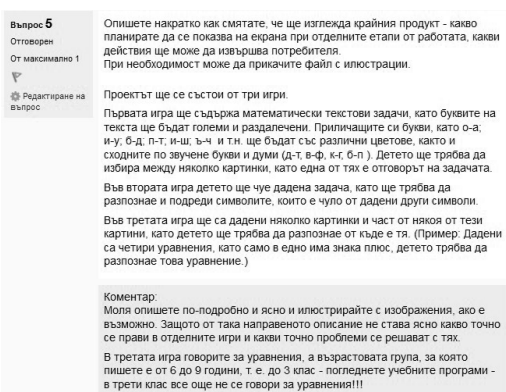 Въпрос 5
Отговорен
От максимално 1
Редактиране на
въпрос
Опишете накратко как смятате, че ще изглежда крайния продукт - какво
планирате да се показва на екрана при отделните етапи от работата, какви
действия ще може да извършва потребителя.
При необходимост може да прикачите файл с илюстрации.
Проектът ще се състои от три игри.
Първата игра ще съдържа математически текстови задачи, като буквите на
текста ще бъдат големи и раздалечени. Приличащите си букви, като о-а;
и-у; б-д; п-т; и-ш; ъ-ч и т.н. ще бъдат със различни цветове, както и
сходните по звучене букви и думи (д-т, в-ф, к-г, б-п ). Детето ще трябва да
избира между няколко картинки, като една от тях е отговорът на задачата.
Във втората игра детето ще чуе дадена задача, като ще трябва да
разпознае и подреди символите, които е чуло от дадени други символи.
Във третата игра ще са дадени няколко картинки и част от някоя от тези
картини, като детето ще трябва да разпознае от къде е тя. (Пример: Дадени
са четири уравнения, като само в едно има знака плюс, детето трябва да
разпознае това уравнение.)
Коментар:
Моля опишете по-подробно и ясно и илюстрирайте с изображения, ако е
възможно. Защото от така направеното описание не става ясно какво точно
се прави в отделните игри и какви точно проблеми се решават с тях.
В третата игра говорите за уравнения, а възрастовата група, за която
пишете е от 6 до 9 години, т. е. до 3 клас - погледнете учебните програми -
в трети клас все още не се говори за уравнения!!!